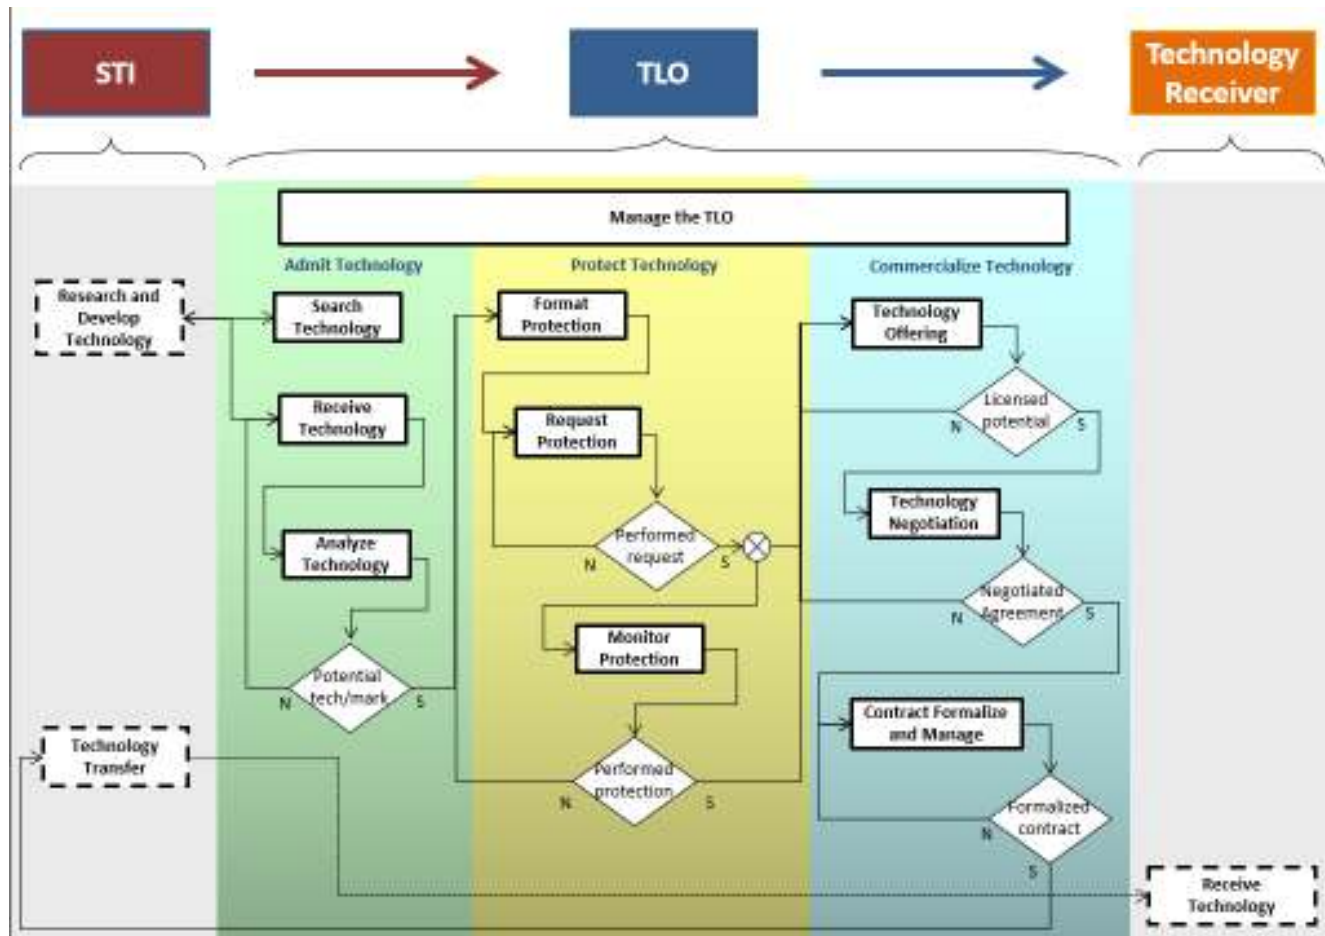 STI
TLO
Technology
Receiver
Manage the TLO
Admit Technology
Protect Technology
Commercialize Technology
Research and
Develop
Technology
Search
Technology
Receive
Technology
Analyze
Technology
Potential
tech/mark
N
S
Technology
Transfer
Format
Protection
Request
Protection
Performed
request
N
S
Monitor
Protection
Performed
protection
N
S
Technology
Offering
Licensed
potential
N
S
Technology
Negotiation
Negotiated
Agreement
N
S
Contract Formalize
and Manage
Formalized
contract
N
S
Receive
Technology